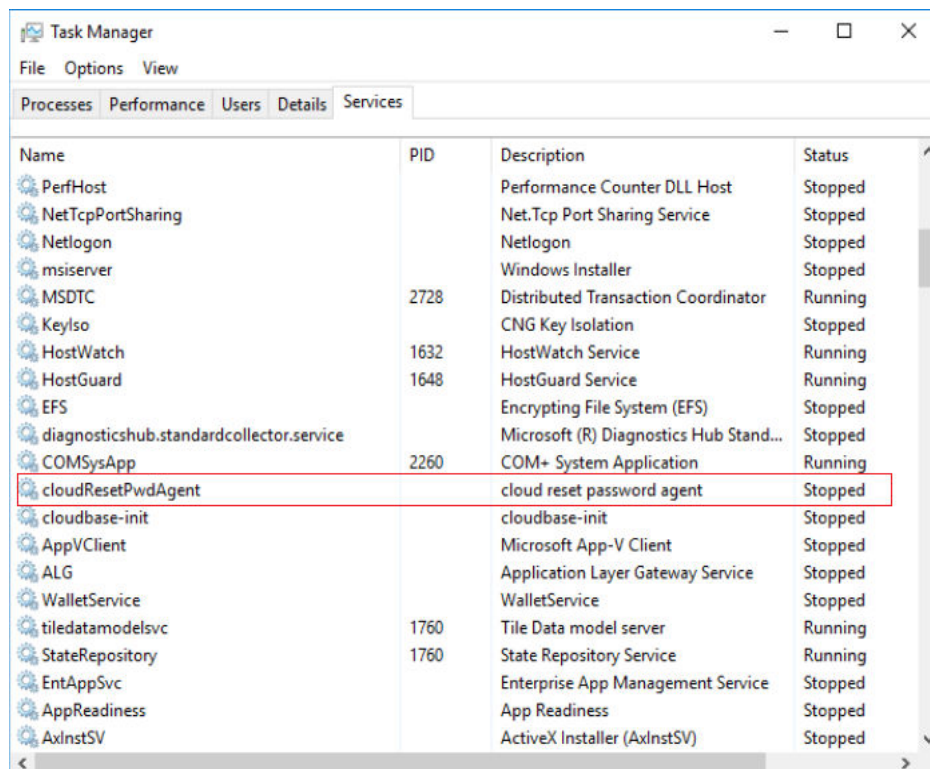 Task Manager
File Options View
Processes Performance Users Details Services
Name PID Description Status
PerfHost Performance Counter DLL Host Stopped
NetTcpPortSharing Net.Tcp Port Sharing Service Stopped
Netlogon Netlogon Stopped
msiserver Windows Installer Stopped
MSDTC 2728 Distributed Transaction Coordinator Running
KeyIso CNG Key Isolation Stopped
HostWatch 1632 HostWatch Service Running
HostGuard 1648 HostGuard Service Running
EFS Encrypting File System (EFS) Stopped
diagnosticshub.standardcollector.service Microsoft (R) Diagnostics Hub Stand... Stopped
COMSysApp 2260 COM+ System Application Running
cloudResetPwdAgent cloud reset password agent Stopped
cloudbase-init cloudbase-init Stopped
AppVClient Microsoft App-V Client Stopped
ALG Application Layer Gateway Service Stopped
WalletService WalletService Stopped
tiledatamodelsvc 1760 Tile Data model server Running
StateRepository 1760 State Repository Service Running
EntAppSvc Enterprise App Management Service Stopped
AppReadiness App Readiness Stopped
AxInstSV ActiveX Installer (AxInstSV) Stopped